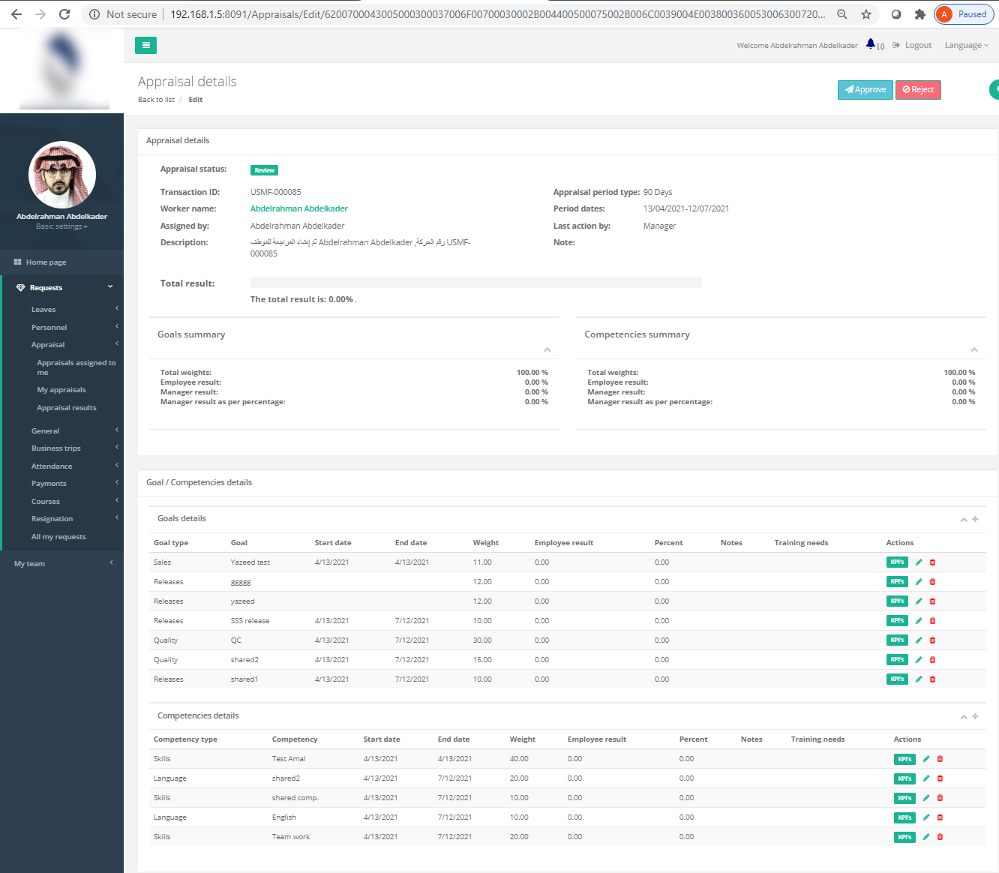 Not secure | 192.168.1.5:8091/Appraisals/Edit/6200700043005000300037006F00700030002B004400500075002B006C0039004E003800360053006300720... A Paused
Welcome Abdelrahman Abdelkader 10 Logout Language
Appraisal details
Back to list / Edit
Approve Reject
Abdelrahman Abdelkader
Basic settings
Home page
Requests
Leaves
Personnel
Appraisal
Appraisals assigned to
me
My appraisals
Appraisal results
General
Business trips
Attendance
Payments
Courses
Resignation
All my requests
My team
Appraisal details
Appraisal status: Review
Transaction ID: USMF-000085 Appraisal period type: 90 Days
Worker name: Abdelrahman Abdelkader Period dates: 13/04/2021-12/07/2021
Assigned by: Abdelrahman Abdelkader Last action by: Manager
Description: تم إنشاء المراجعة للموظف Abdelrahman Abdelkader ,رقم الحركة USMF- Note:
000085
Total result:
The total result is: 0.00% .
Goals summary
Total weights: 100.00 %
Employee result: 0.00 %
Manager result: 0.00 %
Manager result as per percentage: 0.00 %
Competencies summary
Total weights: 100.00 %
Employee result: 0.00 %
Manager result: 0.00 %
Manager result as per percentage: 0.00 %
Goal / Competencies details
Goals details
Goal type Goal Start date End date Weight Employee result Percent Notes Training needs Actions
Sales Yazeed test 4/13/2021 4/13/2021 11.00 0.00 0.00 KPI's
Releases ggggg 12.00 0.00 0.00 KPI's
Releases yazeed 12.00 0.00 0.00 KPI's
Releases SSS release 4/13/2021 7/12/2021 10.00 0.00 0.00 KPI's
Quality QC 4/13/2021 7/12/2021 30.00 0.00 0.00 KPI's
Quality shared2 4/13/2021 7/12/2021 15.00 0.00 0.00 KPI's
Releases shared1 4/13/2021 7/12/2021 10.00 0.00 0.00 KPI's
Competencies details
Competency type Competency Start date End date Weight Employee result Percent Notes Training needs Actions
Skills Test Amal 4/13/2021 4/13/2021 40.00 0.00 0.00 KPI's
Language shared2 4/13/2021 7/12/2021 20.00 0.00 0.00 KPI's
Skills shared comp. 4/13/2021 7/12/2021 10.00 0.00 0.00 KPI's
Language English 4/13/2021 7/12/2021 10.00 0.00 0.00 KPI's
Skills Team work 4/13/2021 7/12/2021 20.00 0.00 0.00 KPI's